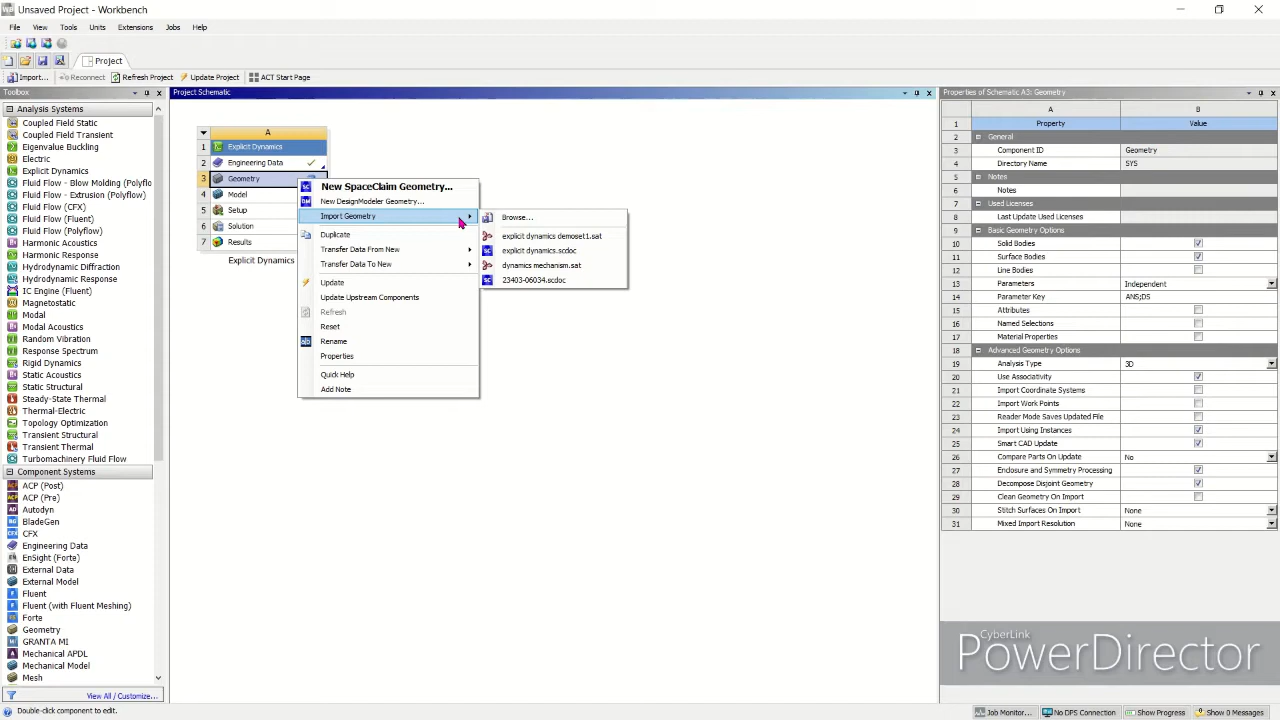 Unsaved Project - Workbench
File View Tools Units Extensions Jobs Help
Project
Import... Reconnect Refresh Project Update Project ACT Start Page
Toolbox
Analysis Systems
Coupled Field Static
Coupled Field Transient
Eigenvalue Buckling
Electric
Explicit Dynamics
Fluid Flow - Blow Molding (Polyflo
Fluid Flow - Extrusion (Polyflow)
Fluid Flow (CFX)
Fluid Flow (Fluent)
Fluid Flow (Polyflow)
Harmonic Acoustics
Harmonic Response
Hydrodynamic Diffraction
Hydrodynamic Response
IC Engine (Fluent)
Magnetostatic
Modal
Modal Acoustics
Random Vibration
Response Spectrum
Rigid Dynamics
Static Acoustics
Static Structural
Steady-State Thermal
Thermal-Electric
Topology Optimization
Transient Structural
Transient Thermal
Turbomachinery Fluid Flow
Component Systems
ACP (Post)
ACP (Pre)
Autodyn
BladeGen
CFX
Engineering Data
EnSight (Forte)
External Data
External Model
Fluent
Fluent (with Fluent Meshing)
Forte
Geometry
GRANTA MI
Mechanical APDL
Mechanical Model
Mesh
View All / Customize...
Project Schematic
A
1 Explicit Dynamics
2 Engineering Data
3 Geometry
4 Model
5 Setup
6 Solution
7 Results
Explicit Dynamics
New SpaceClaim Geometry...
New DesignModeler Geometry...
Import Geometry
Duplicate
Transfer Data From New
Transfer Data To New
Update
Update Upstream Components
Refresh
Reset
Rename
Properties
Quick Help
Add Note
Browse...
explicit dynamics demoset1.sat
explicit dynamics.scdoc
dynamics mechanism.sat
23403-06034.scdoc
Properties of Schematic A3: Geometry
A B
1 Property Value
2 General
3 Component ID Geometry
4 Directory Name SYS
5 Notes
6 Notes
7 Used Licenses
8 Last Update Used Licenses
9 Basic Geometry Options
10 Solid Bodies
11 Surface Bodies
12 Line Bodies
13 Parameters Independent
14 Parameter Key ANS;DS
15 Attributes
16 Named Selections
17 Material Properties
18 Advanced Geometry Options
19 Analysis Type 3D
20 Use Associativity
21 Import Coordinate Systems
22 Import Work Points
23 Reader Mode Saves Updated File
24 Import Using Instances
25 Smart CAD Update
26 Compare Parts On Update No
27 Enclosure and Symmetry Processing
28 Decompose Disjoint Geometry
29 Clean Geometry On Import
30 Stitch Surfaces On Import None
31 Mixed Import Resolution None
CyberLink
PowerDirector
Double-click component to edit.
Job Monitor... No DPS Connection Show Progress Show 0 Messages